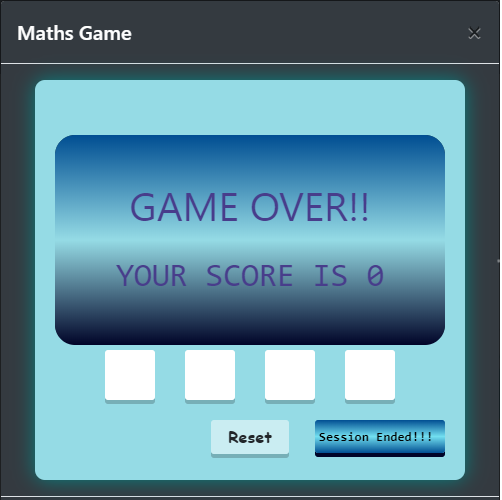 Maths Game
×
GAME OVER!!
YOUR SCORE IS 0
Reset
Session Ended!!!